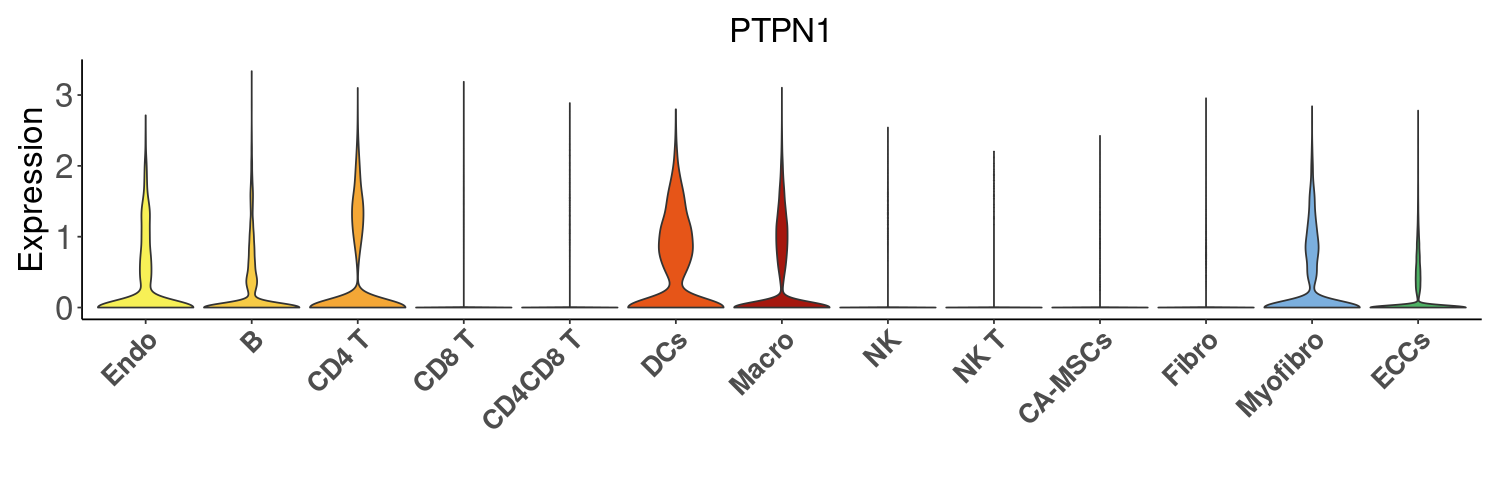 PTPN1
Expression
3
2
1
0
Endo
B
CD4 T
CD8 T
CD4CD8 T
DCs
Macro
NK
NK T
CA-MSCs
Fibro
Myofibro
ECCs